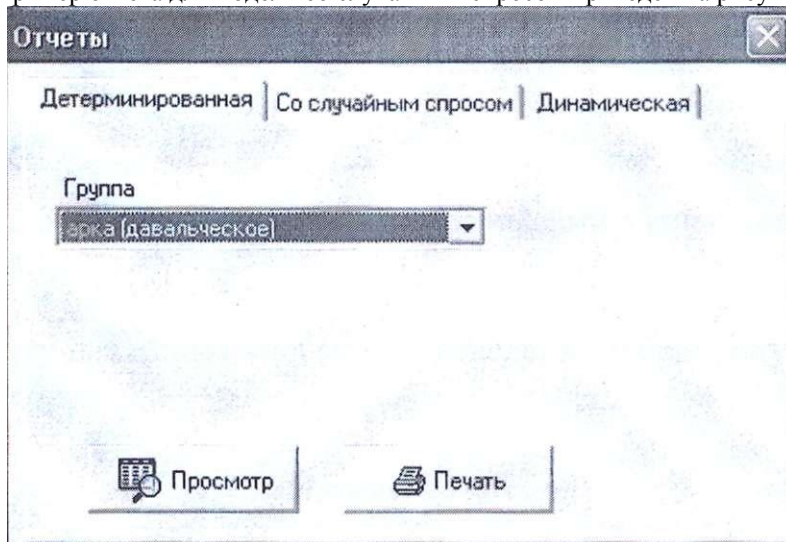 Отчеты
Детерминированная Со случайным спросом Динамическая
Группа
арка (давальческое)
Просмотр Печать